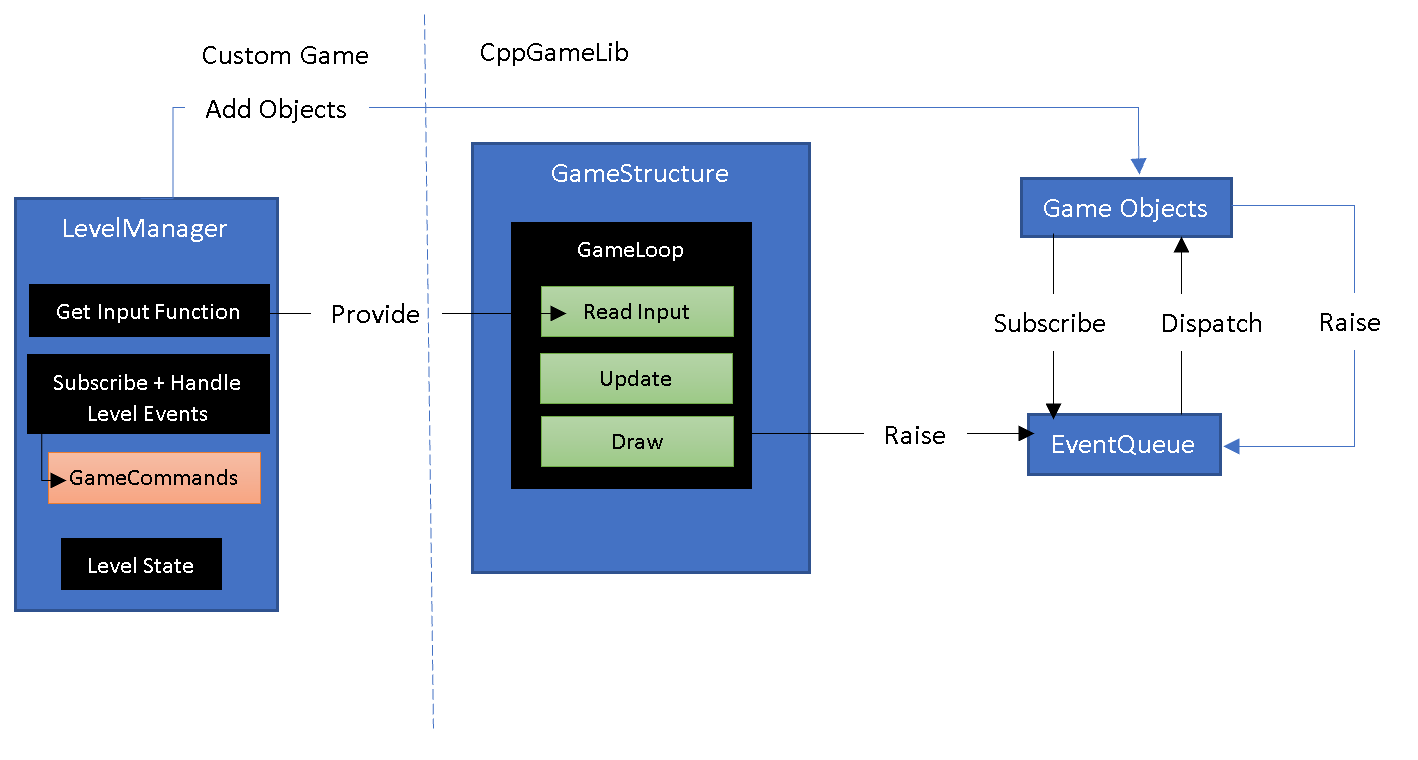 Custom Game
CppGameLib
Add Objects
GameStructure
LevelManager
Game Objects
GameLoop
Get Input Function
Provide
Read Input
Subscribe
Dispatch
Raise
Subscribe + Handle
Level Events
Update
Draw
Raise
EventQueue
GameCommands
Level State